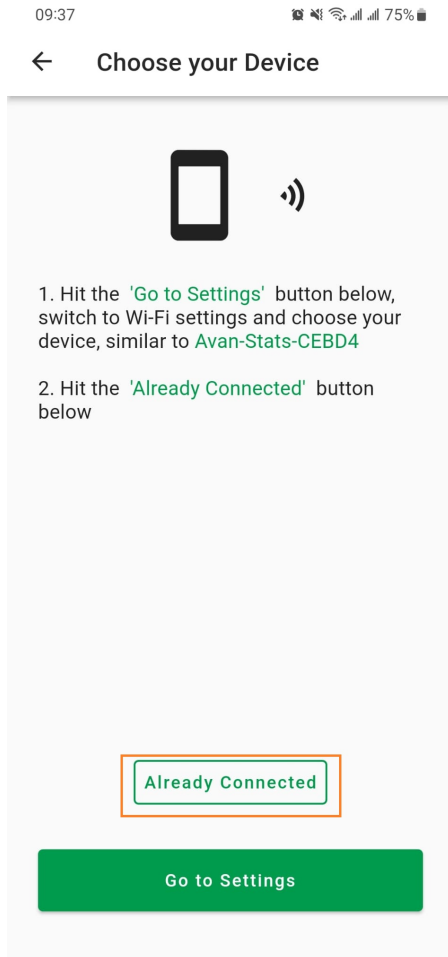 09:37 75%
Choose your Device
1. Hit the 'Go to Settings' button below,
switch to Wi-Fi settings and choose your
device, similar to Avan-Stats-CEBD4
2. Hit the 'Already Connected' button
below
Already Connected
Go to Settings